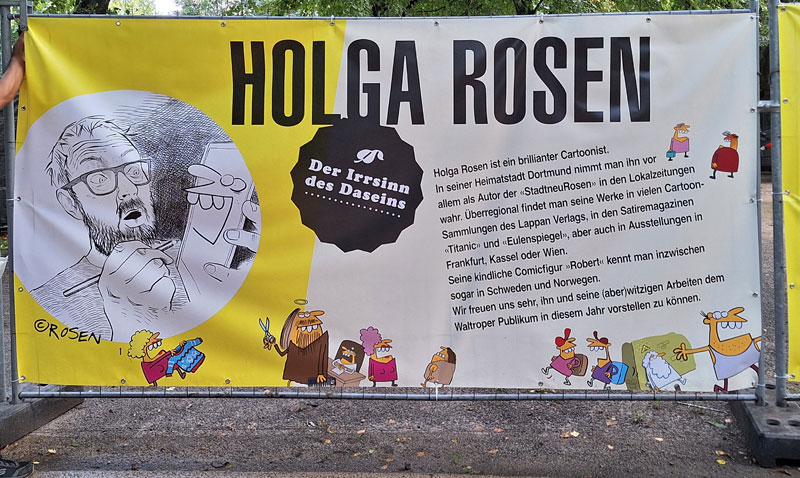 HOLGA ROSEN
Der Irrsinn
des Daseins
Holga Rosen ist ein brillianter Cartoonist.
In seiner Heimatstadt Dortmund nimmt man ihn vor
allem als Autor der «StadtneuRosen» in den Lokalzeitungen
wahr. Überregional findet man seine Werke in vielen Cartoon-
Sammlungen des Lappan Verlags, in den Satiremagazinen
«Titanic» und «Eulenspiegel», aber auch in Ausstellungen in
Frankfurt, Kassel oder Wien.
Seine kindliche Comicfigur »Robert« kennt man inzwischen
sogar in Schweden und Norwegen.
Wir freuen uns sehr, ihn und seine (aber)witzigen Arbeiten dem
Waltroper Publikum in diesem Jahr vorstellen zu können.
©ROSEN